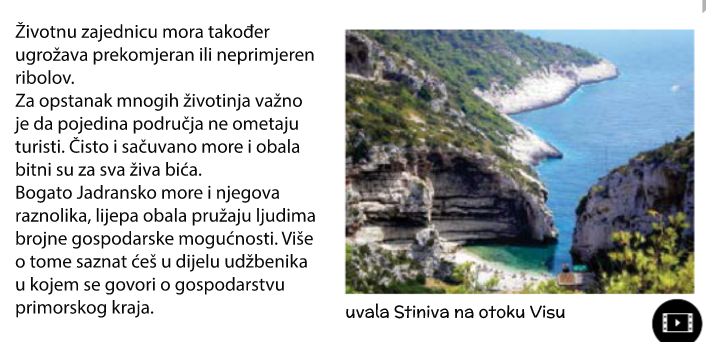 Životnu zajednicu mora također
ugrožava prekomjeran ili neprimjeren
ribolov.
Za opstanak mnogih životinja važno
je da pojedina područja ne ometaju
turisti. Čisto i sačuvano more i obala
bitni su za sva živa bića.
Bogato Jadransko more i njegova
raznolika, lijepa obala pružaju ljudima
brojne gospodarske mogućnosti. Više
o tome saznat ćeš u dijelu udžbenika
u kojem se govori o gospodarstvu
primorskog kraja.
uvala Stiniva na otoku Visu